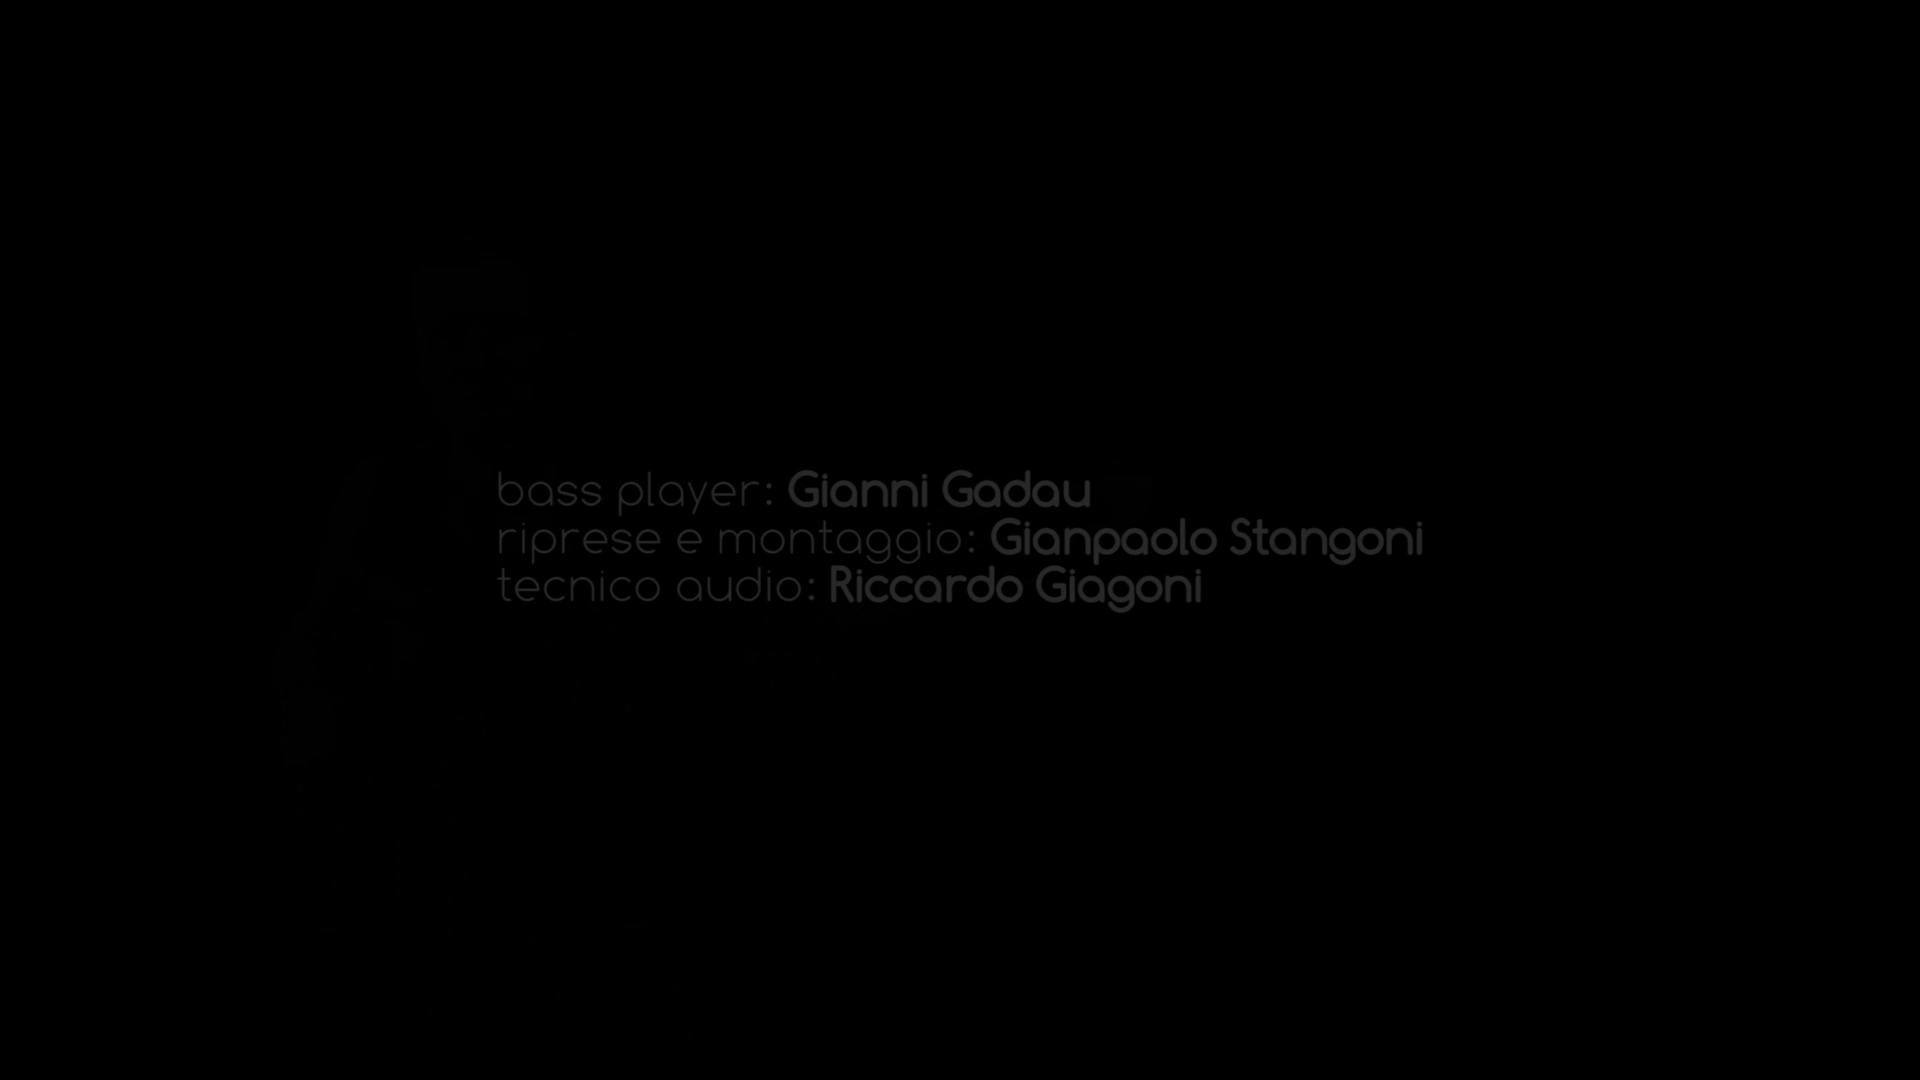 bass player: Gianni Gadau
riprese e montaggio: Gianpaolo Stangoni
tecnico audio: Riccardo Giagoni